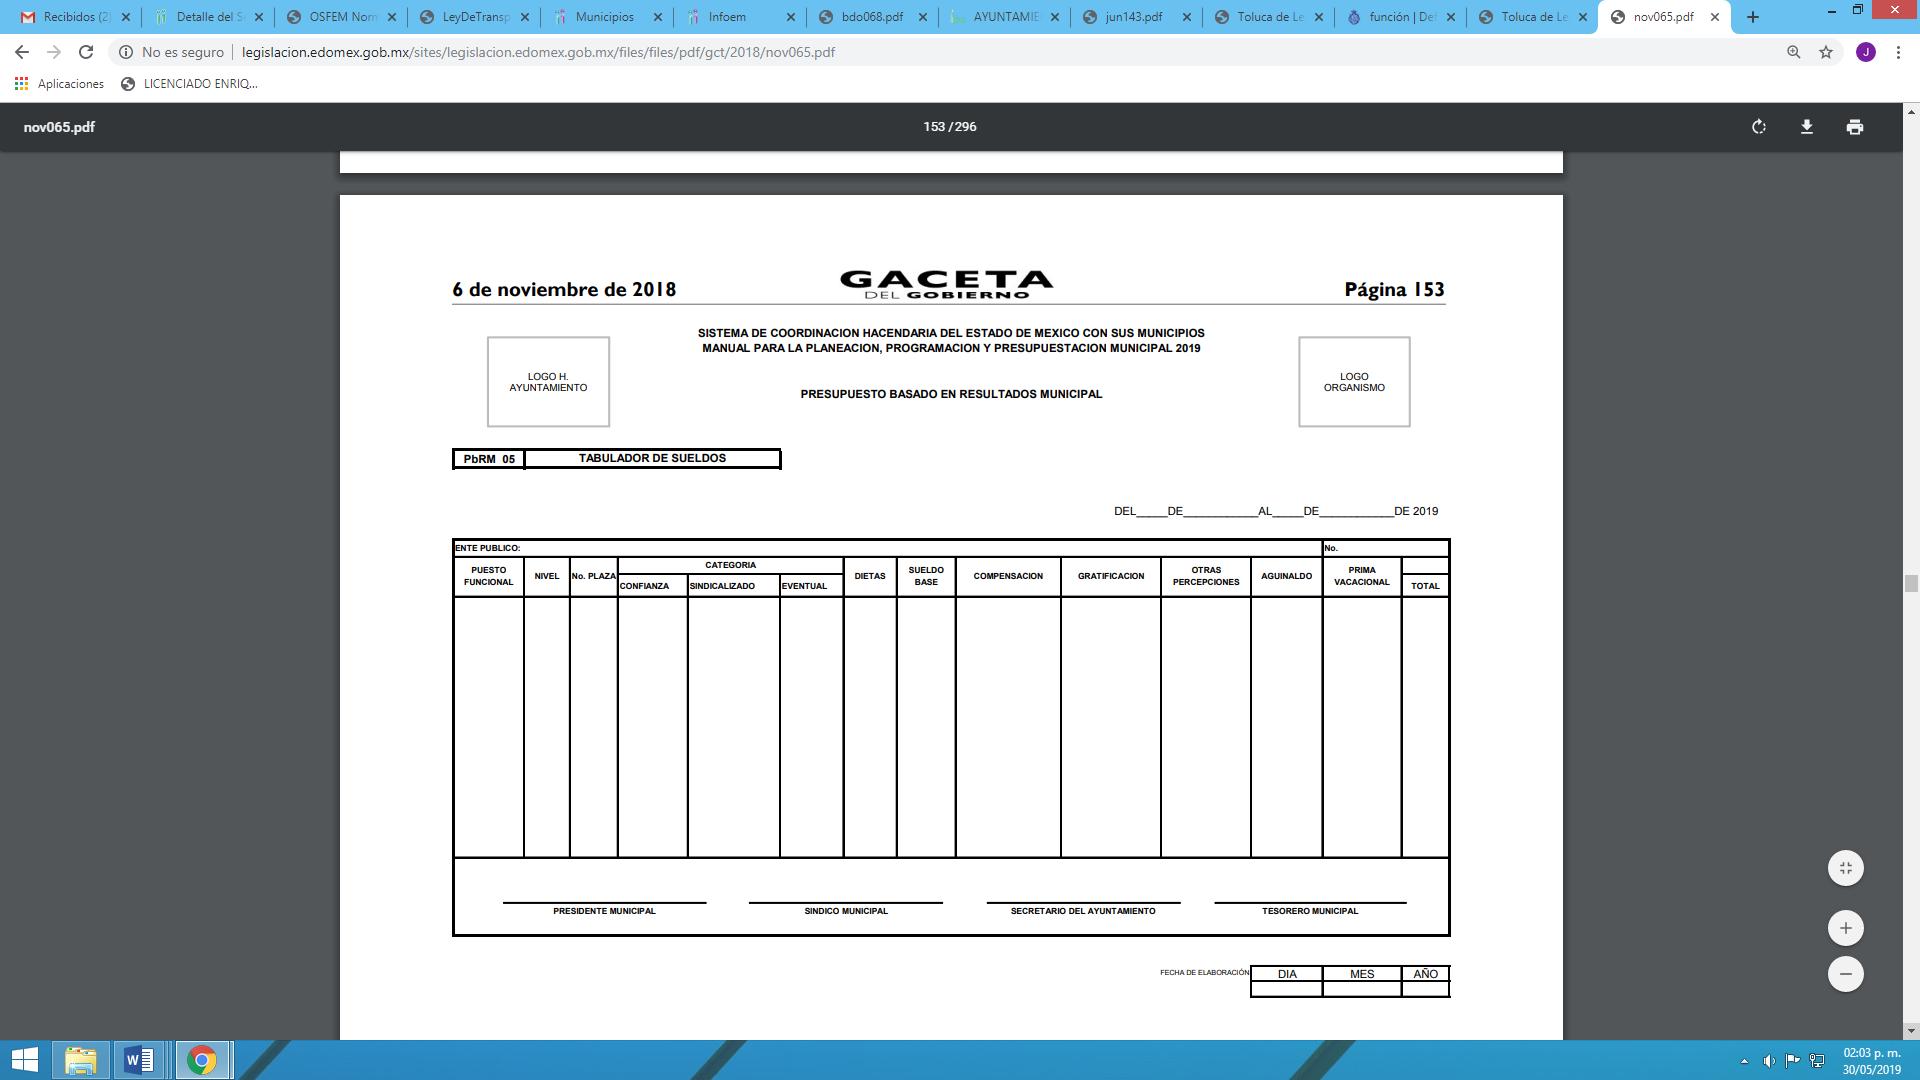 Recibidos (2)
Detalle del S
OSFEM Nom
LeyDeTransp
Municipios
Infoem
bdo068.pdf
AYUNTAMIE
jun143.pdf
Toluca de Le
función | Def
Toluca de Le
nov065.pdf
No es seguro
legislacion.edomex.gob.mx/sites/legislacion.edomex.gob.mx/files/files/pdf/gct/2018/nov065.pdf
J
Aplicaciones
LICENCIADO ENRIQ...
nov065.pdf
153 / 296
6 de noviembre de 2018
GACETA
DEL GOBIERNO
Página 153
SISTEMA DE COORDINACION HACENDARIA DEL ESTADO DE MEXICO CON SUS MUNICIPIOS
MANUAL PARA LA PLANEACION, PROGRAMACION Y PRESUPUESTACION MUNICIPAL 2019
LOGO H.
AYUNTAMIENTO
LOGO
ORGANISMO
PRESUPUESTO BASADO EN RESULTADOS MUNICIPAL
PbRM 05
TABULADOR DE SUELDOS
DEL_____DE____________AL_____DE____________DE 2019
ENTE PUBLICO:
No.
PUESTO
FUNCIONAL
NIVEL
No. PLAZA
CATEGORIA
CONFIANZA
SINDICALIZADO
EVENTUAL
DIETAS
SUELDO
BASE
COMPENSACION
GRATIFICACION
OTRAS
PERCEPCIONES
AGUINALDO
PRIMA
VACACIONAL
TOTAL
PRESIDENTE MUNICIPAL
SINDICO MUNICIPAL
SECRETARIO DEL AYUNTAMIENTO
TESORERO MUNICIPAL
FECHA DE ELABORACIÓN
DIA
MES
AÑO
02:03 p. m.
30/05/2019